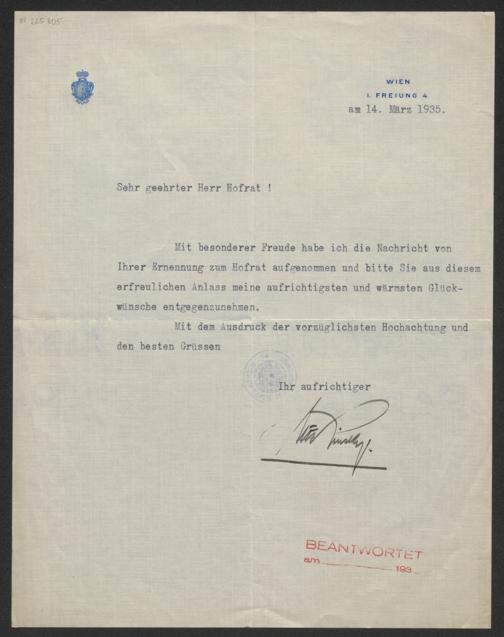 WIEN
I. FREIUNG 4
am 14. März 1935.
Sehr geehrter Herr Hofrat !
Mit besonderer Freude habe ich die Nachricht von
Ihrer Ernennung zum Hofrat aufgenommen und bitte Sie aus diesem
erfreulichen Anlass meine aufrichtigsten und wärmsten Glück-
wünsche entgegenzunehmen.
Mit dem Ausdruck der vorzüglichsten Hochachtung und
den besten Grüssen
Ihr aufrichtiger
BEANTWORTET
am 193